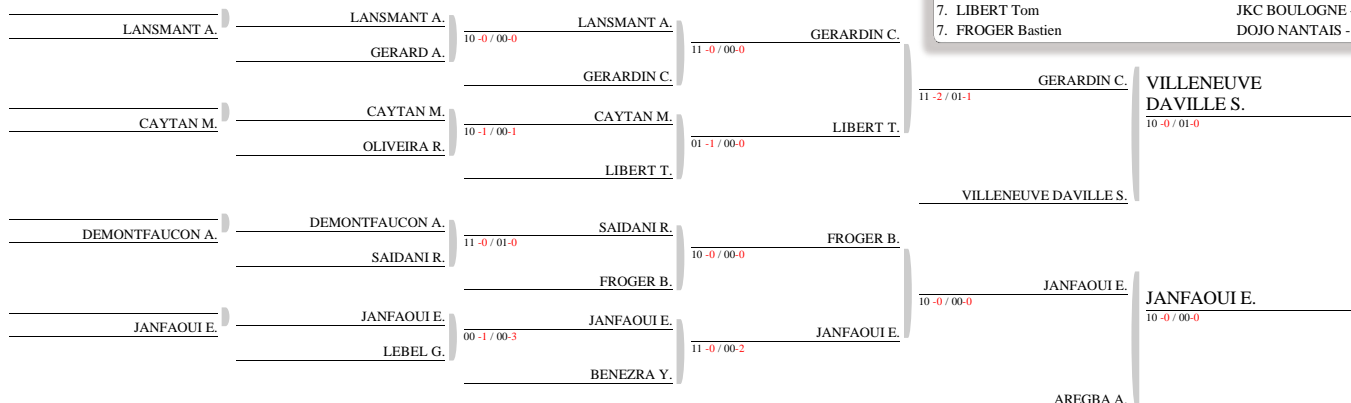 7. LIBERT Tom JKC BOULOGNE -
7. FROGER Bastien DOJO NANTAIS -
LANSMANT A.
CAYTAN M.
DEMONTFAUCON A.
JANFAOUI E.
LANSMANT A.
GERARD A.
CAYTAN M.
OLIVEIRA R.
DEMONTFAUCON A.
SAIDANI R.
JANFAOUI E.
LEBEL G.
LANSMANT A.
10 -0 / 00-0
GERARDIN C.
CAYTAN M.
10 -1 / 00-1
LIBERT T.
SAIDANI R.
11 -0 / 01-0
FROGER B.
JANFAOUI E.
00 -1 / 00-3
BENEZRA Y.
GERARDIN C.
11 -0 / 00-0
LIBERT T.
01 -1 / 00-0
FROGER B.
10 -0 / 00-0
JANFAOUI E.
11 -0 / 00-2
GERARDIN C.
11 -2 / 01-1
VILLENEUVE DAVILLE S.
JANFAOUI E.
10 -0 / 00-0
AREGBA A.
VILLENEUVE
DAVILLE S.
10 -0 / 01-0
JANFAOUI E.
10 -0 / 00-0